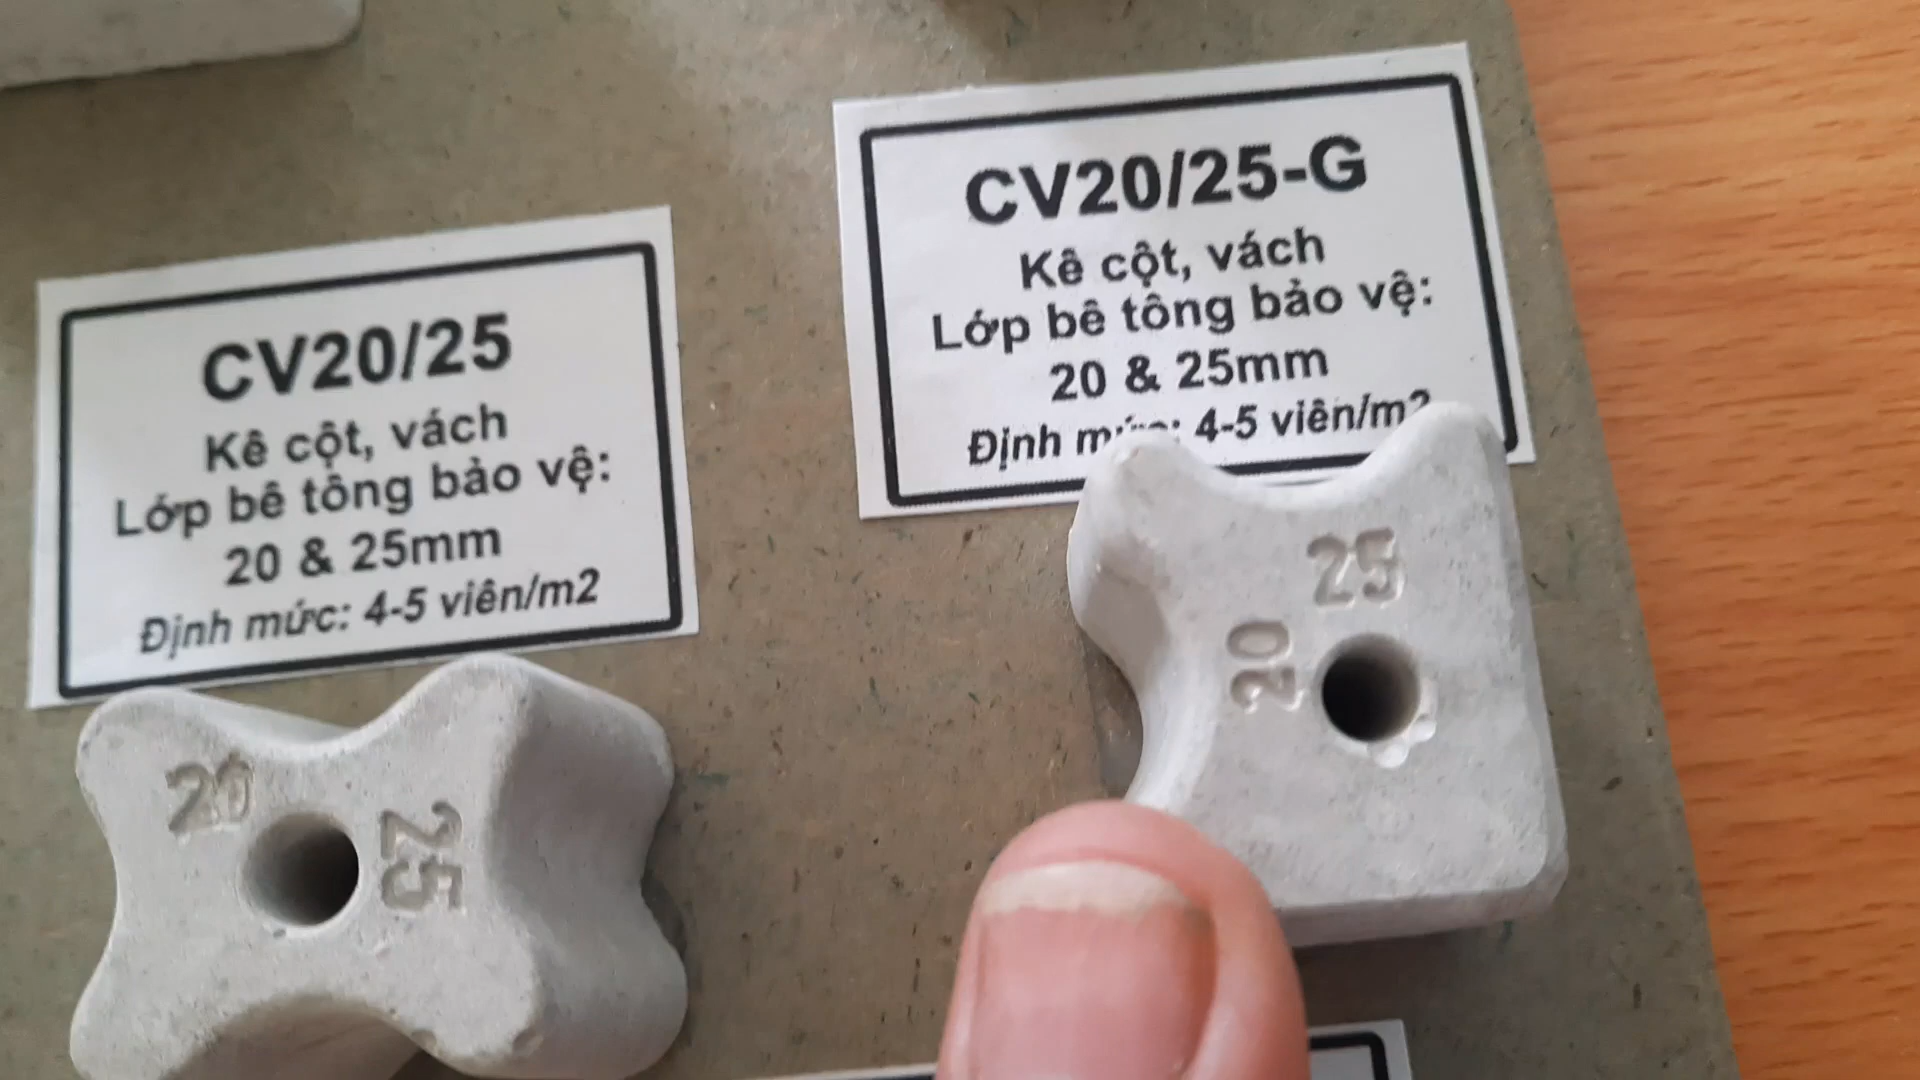 CV20/25
Kê cột, vách
Lớp bê tông bảo vệ:
20 & 25mm
Định mức: 4-5 viên/m2
CV20/25-G
Kê cột, vách
Lớp bê tông bảo vệ:
20 & 25mm
Định mức: 4-5 viên/m2
20
25
25
20